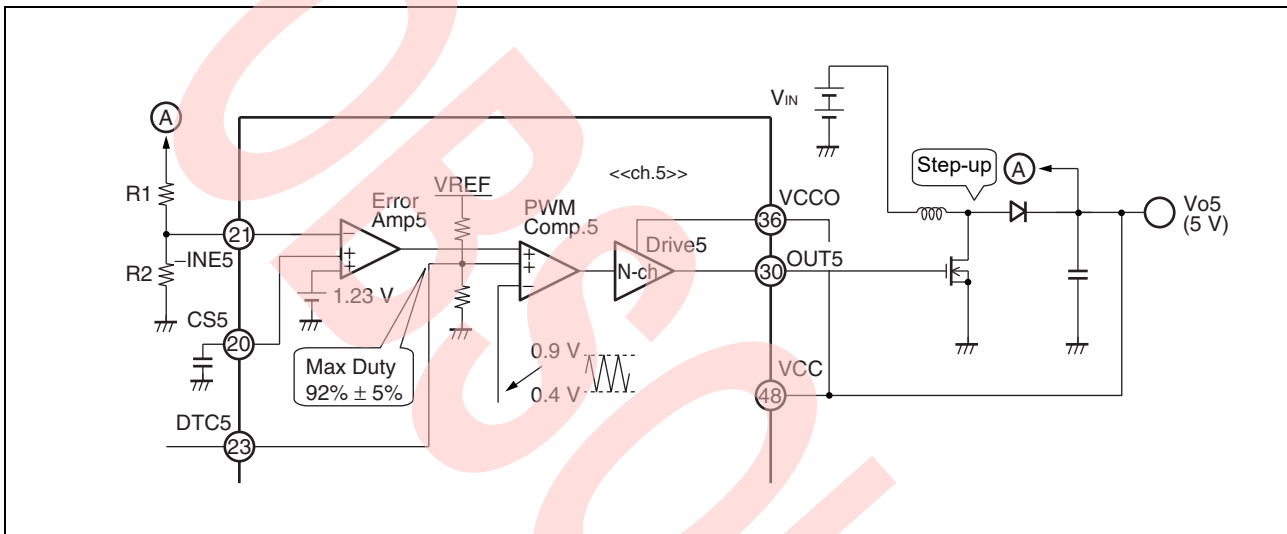 A
R1
R2
21
–INE5
CS5
20
DTC5
23
Error
Amp5
1.23 V
Max Duty
92% ± 5%
VREF
PWM
Comp.5
0.9 V
0.4 V
<<ch.5>>
Drive5
N-ch
VCCO
36
OUT5
30
VCC
48
VIN
Step-up
A
Vo5
(5 V)
OBSOL